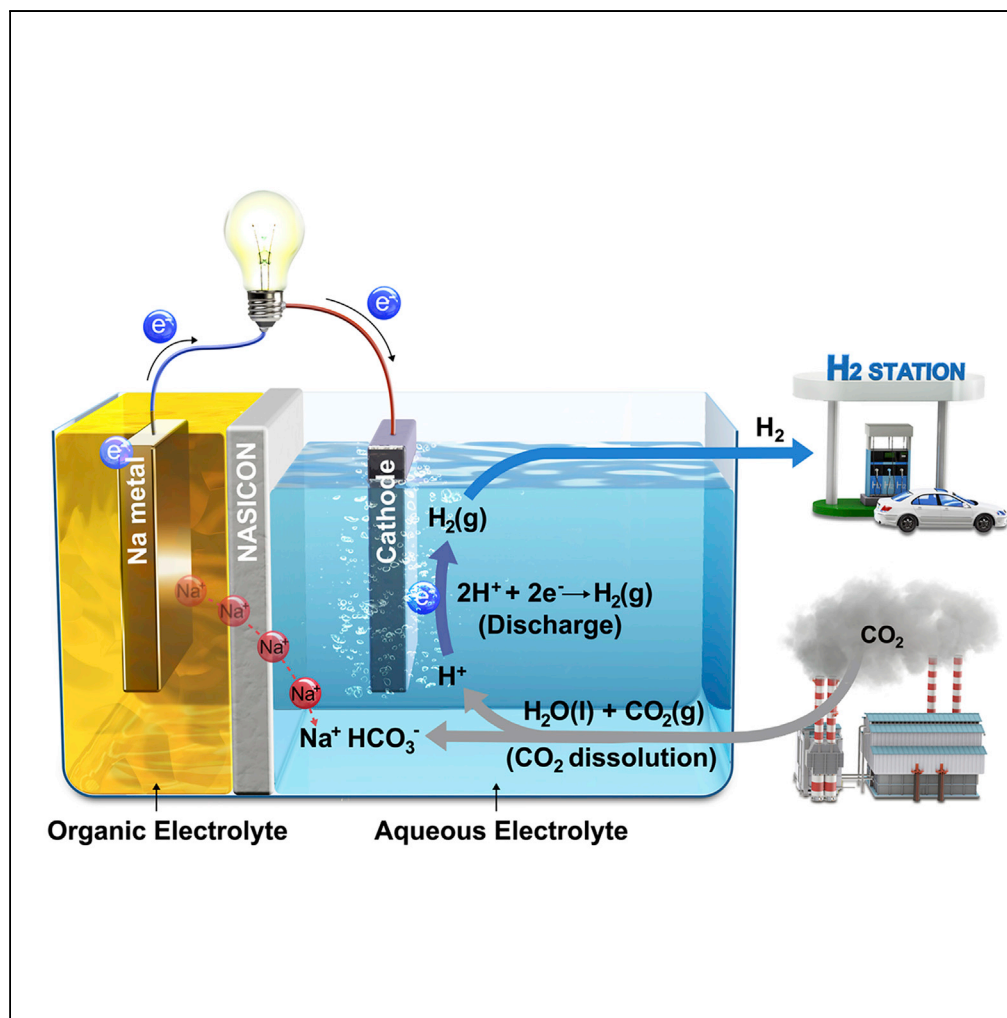 e⁻
e⁻
H2 STATION
H₂
e⁻
Na metal
NASICON
Cathode
H₂(g)
e⁻
2H⁺ + 2e⁻→H₂(g)
(Discharge)
Na⁺
Na⁺
Na⁺
Na⁺
H⁺
CO₂
H₂O(l) + CO₂(g)
Na⁺ HCO₃⁻
(CO₂ dissolution)
Organic Electrolyte
Aqueous Electrolyte